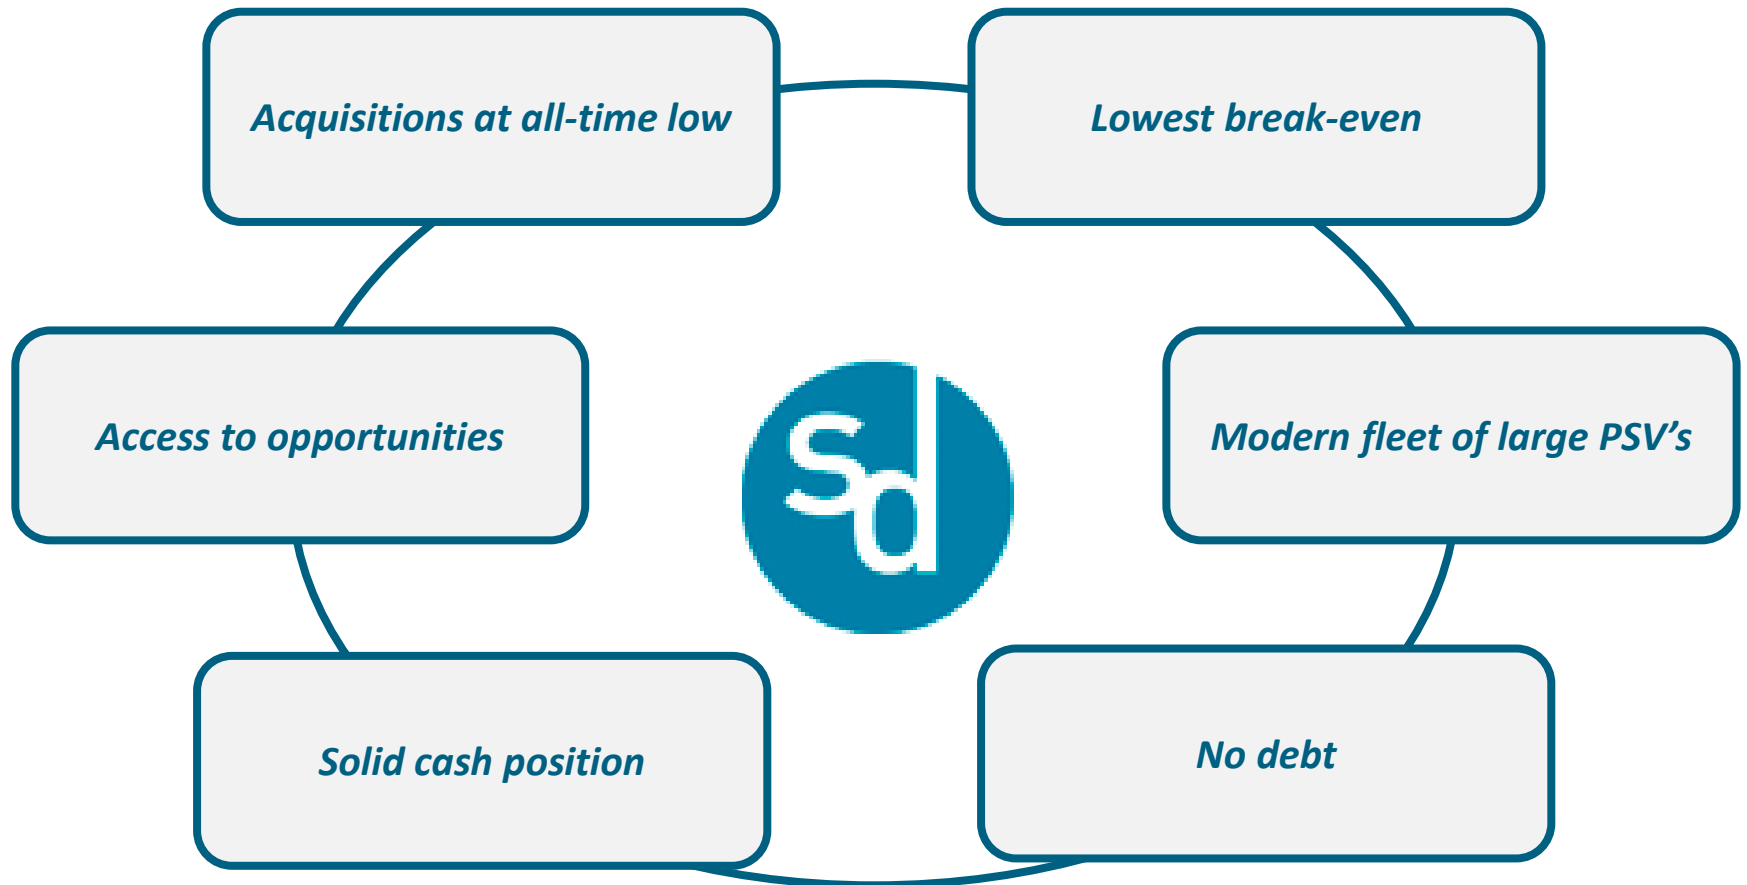 Acquisitions at all-time low
Lowest break-even
Access to opportunities
sd
Modern fleet of large PSV’s
Solid cash position
No debt